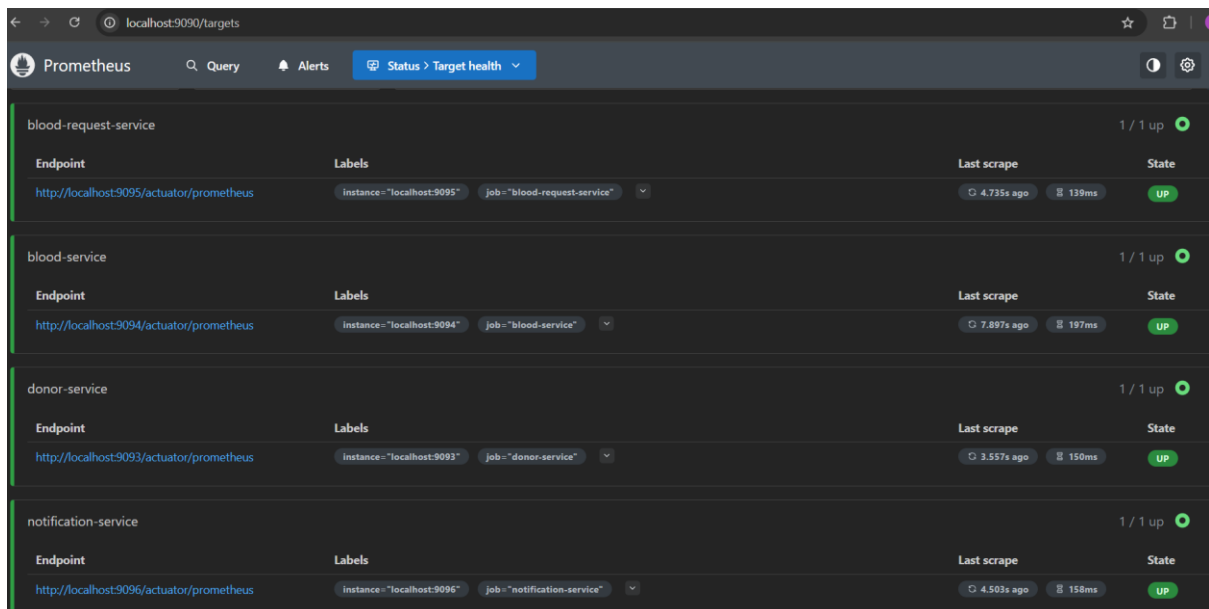 localhost:9090/targets
Prometheus Query Alerts Status > Target health
blood-request-service 1 / 1 up
Endpoint Labels Last scrape State
http://localhost:9095/actuator/prometheus instance="localhost:9095" job="blood-request-service" 4.735s ago 139ms UP
blood-service 1 / 1 up
Endpoint Labels Last scrape State
http://localhost:9094/actuator/prometheus instance="localhost:9094" job="blood-service" 7.897s ago 197ms UP
donor-service 1 / 1 up
Endpoint Labels Last scrape State
http://localhost:9093/actuator/prometheus instance="localhost:9093" job="donor-service" 3.557s ago 150ms UP
notification-service 1 / 1 up
Endpoint Labels Last scrape State
http://localhost:9096/actuator/prometheus instance="localhost:9096" job="notification-service" 4.503s ago 158ms UP